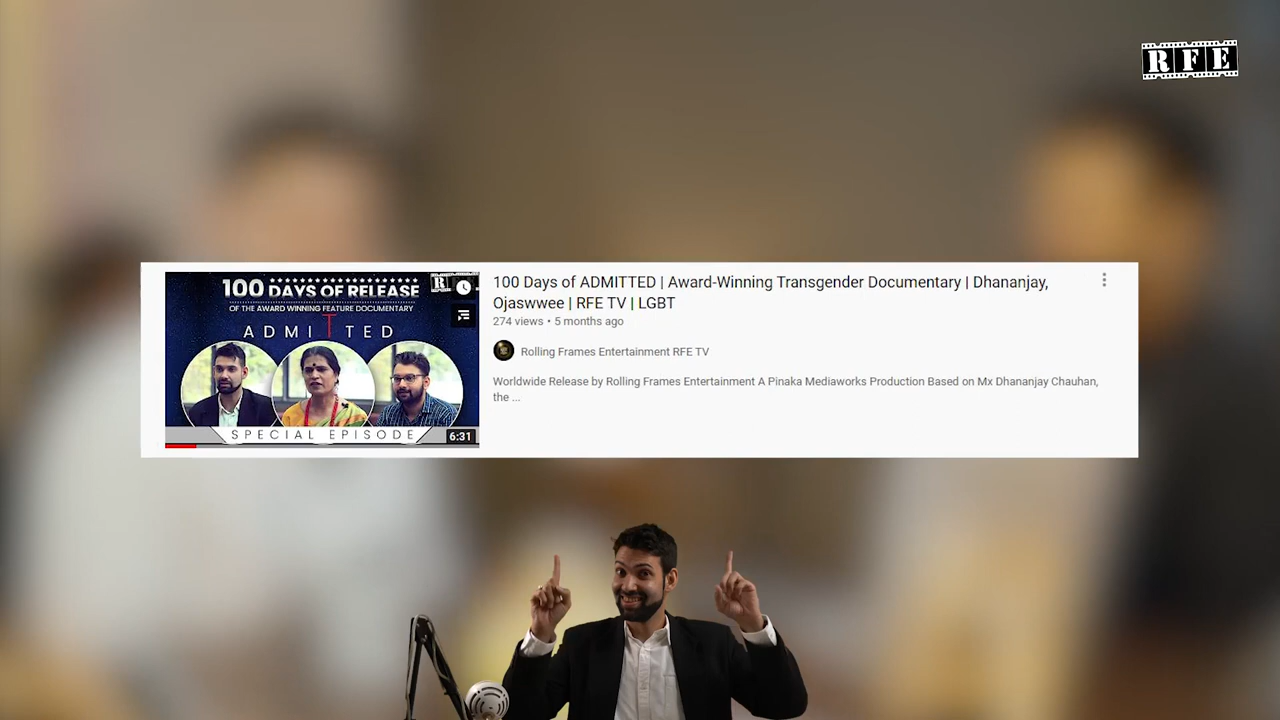 RFE
100 Days of ADMITTED | Award-Winning Transgender Documentary | Dhananjay,
Ojaswwee | RFE TV | LGBT
274 views • 5 months ago
Rolling Frames Entertainment RFE TV
Worldwide Release by Rolling Frames Entertainment A Pinaka Mediaworks Production Based on Mx Dhananjay Chauhan,
the ...
100 DAYS OF RELEASE
OF THE AWARD WINNING FEATURE DOCUMENTARY
ADMITTED
SPECIAL EPISODE
6:31